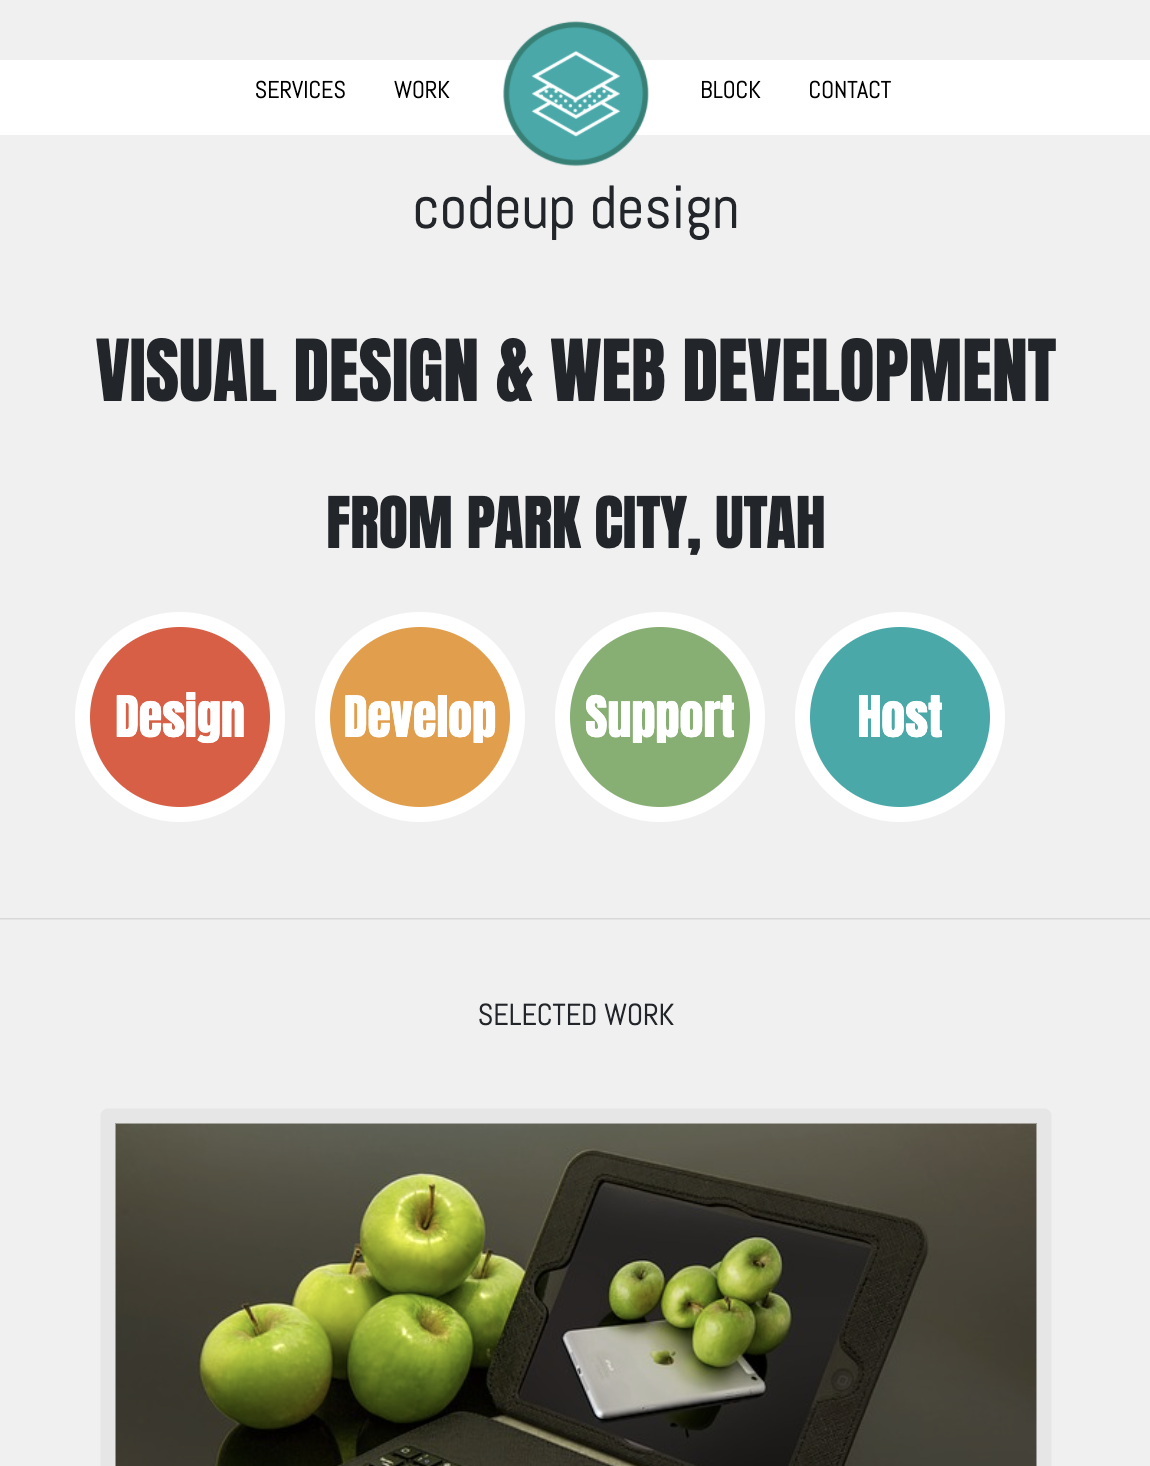 SERVICES WORK BLOCK CONTACT
codeup design
VISUAL DESIGN & WEB DEVELOPMENT
FROM PARK CITY, UTAH
Design Develop Support Host
SELECTED WORK